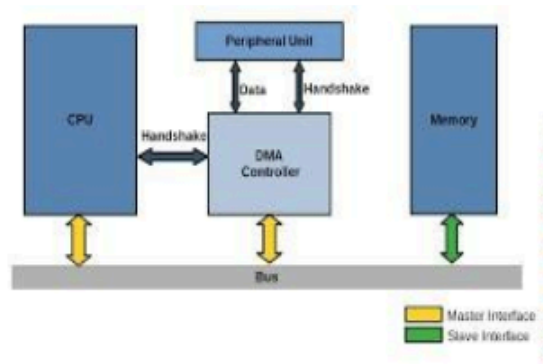 Peripheral Unit
Data
Handshake
CPU
Handshake
DMA
Controller
Memory
Bus
Master Interface
Slave Interface